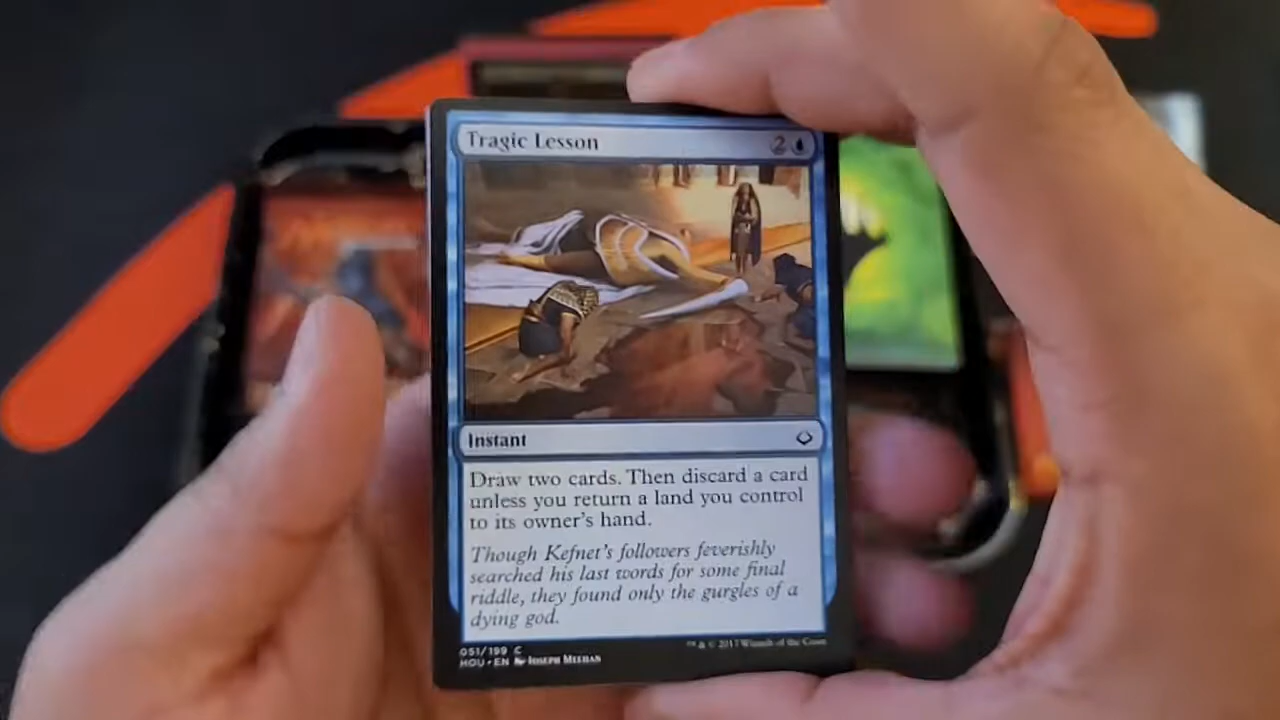 Tragic Lesson 2
Instant
Draw two cards. Then discard a card
unless you return a land you control
to its owner's hand.
Though Kefnet's followers feverishly
searched his last words for some final
riddle, they found only the gurgles of a
dying god.
051/199 C
HOU • EN Joseph Meehan
™ & © 2017 Wizards of the Coast